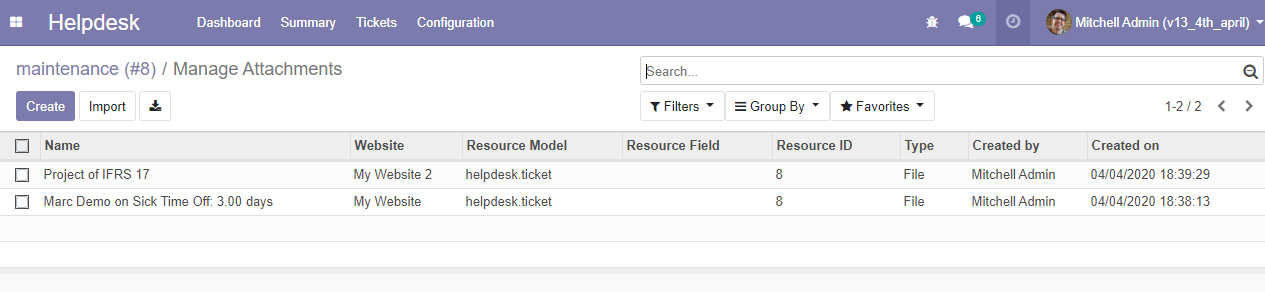 Helpdesk Dashboard Summary Tickets Configuration 6 Mitchell Admin (v13_4th_april)
maintenance (#8) / Manage Attachments
Search...
Create Import Filters Group By Favorites 1-2 / 2
Name Website Resource Model Resource Field Resource ID Type Created by Created on
Project of IFRS 17 My Website 2 helpdesk.ticket 8 File Mitchell Admin 04/04/2020 18:39:29
Marc Demo on Sick Time Off: 3.00 days My Website helpdesk.ticket 8 File Mitchell Admin 04/04/2020 18:38:13